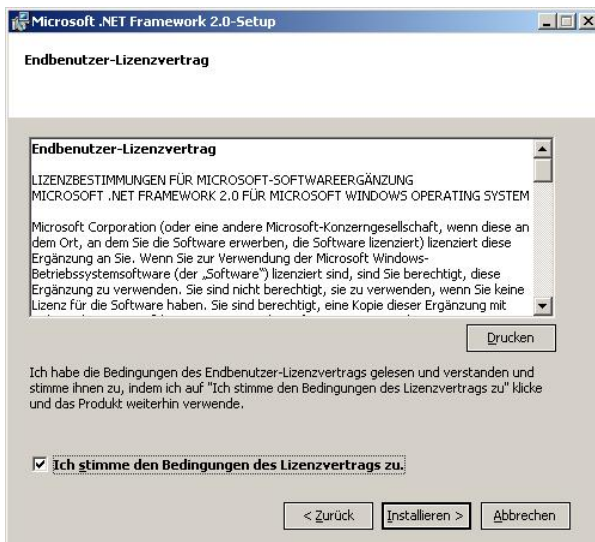 Microsoft .NET Framework 2.0-Setup
Endbenutzer-Lizenzvertrag
Endbenutzer-Lizenzvertrag
LIZENZBESTIMMUNGEN FÜR MICROSOFT-SOFTWAREERGÄNZUNG
MICROSOFT .NET FRAMEWORK 2.0 FÜR MICROSOFT WINDOWS OPERATING SYSTEM
Microsoft Corporation (oder eine andere Microsoft-Konzerngesellschaft, wenn diese an
dem Ort, an dem Sie die Software erwerben, die Software lizenziert) lizenziert diese
Ergänzung an Sie. Wenn Sie zur Verwendung der Microsoft Windows-
Betriebssystemsoftware (der „Software“) lizenziert sind, sind Sie berechtigt, diese
Ergänzung zu verwenden. Sie sind nicht berechtigt, sie zu verwenden, wenn Sie keine
Lizenz für die Software haben. Sie sind berechtigt, eine Kopie dieser Ergänzung mit
Drucken
Ich habe die Bedingungen des Endbenutzer-Lizenzvertrags gelesen und verstanden und
stimme ihnen zu, indem ich auf "Ich stimme den Bedingungen des Lizenzvertrags zu" klicke
und das Produkt weiterhin verwende.
Ich stimme den Bedingungen des Lizenzvertrags zu.
< Zurück Installieren > Abbrechen